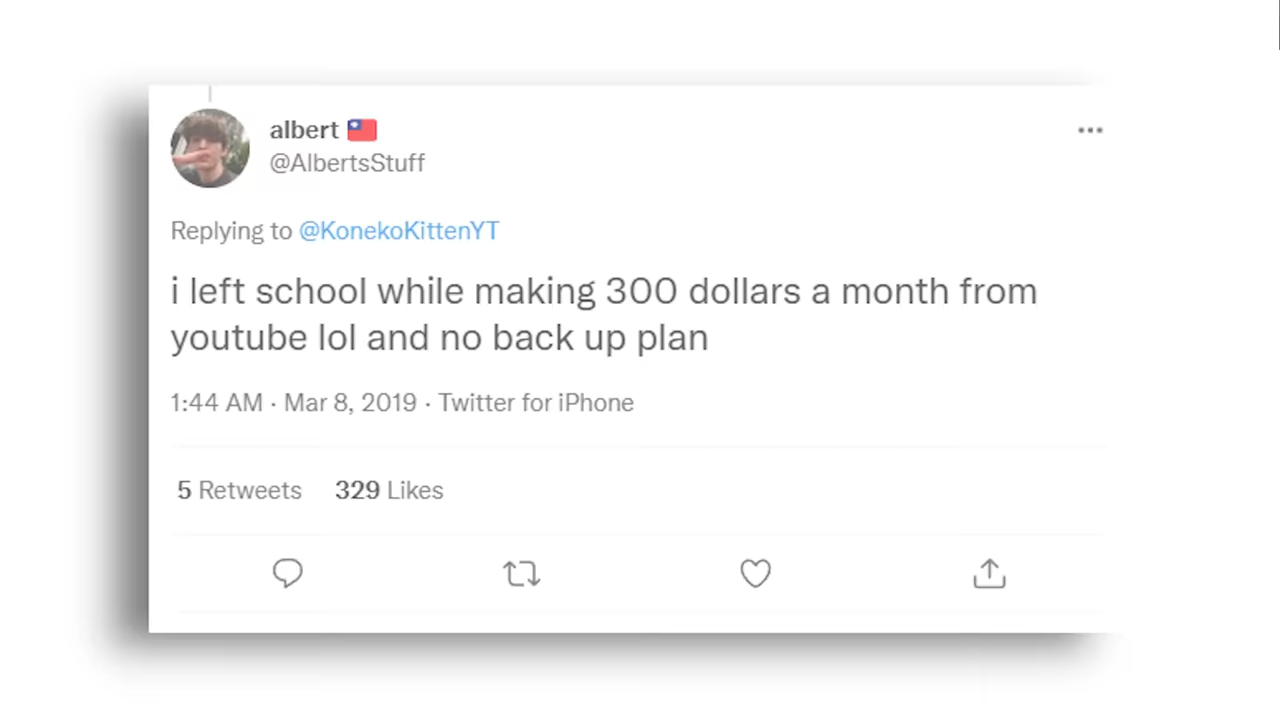 albert 🇹🇼
@AlbertsStuff
Replying to @KonekoKittenYT
i left school while making 300 dollars a month from
youtube lol and no back up plan
1:44 AM · Mar 8, 2019 · Twitter for iPhone
5 Retweets 329 Likes